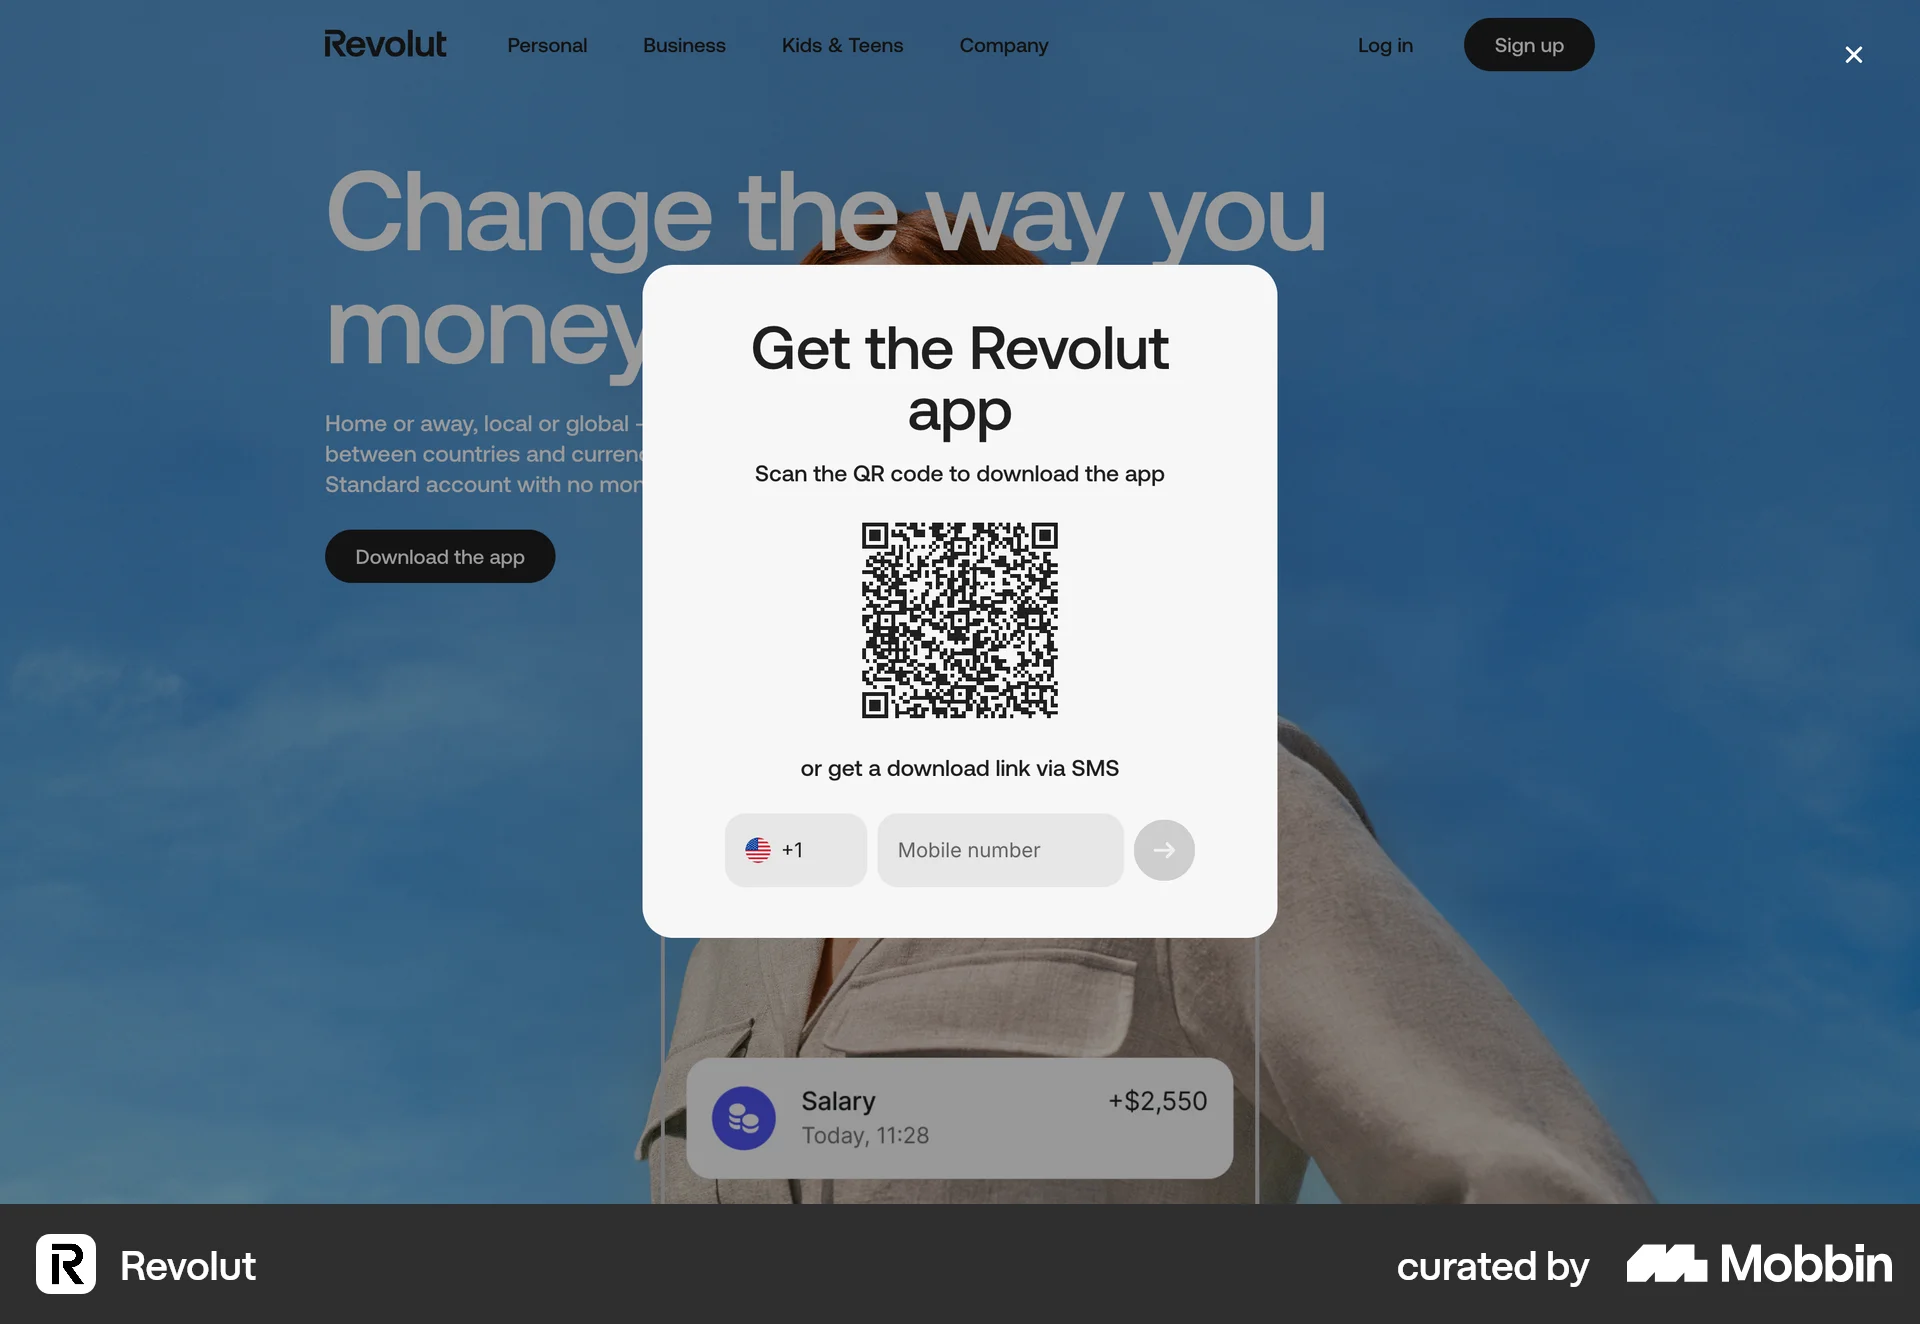 Revolut
Personal
Business
Kids & Teens
Company
Log in
Sign up
Change the way you
money
Home or away, local or global –
between countries and
Standard account with no
Download the app
Get the Revolut
app
Scan the QR code to download the app
or get a download link via SMS
+1
Mobile number
Salary
+$2,550
Today, 11:28
R
Revolut
curated by
Mobbin